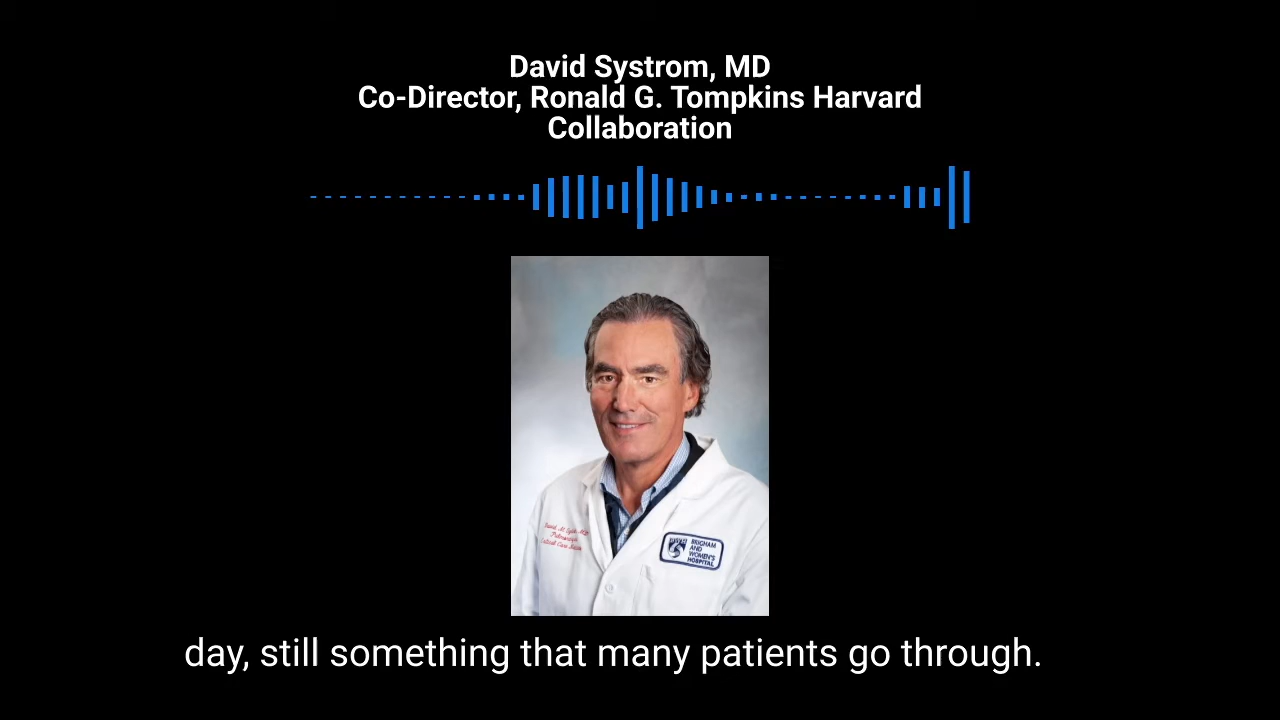 David Systrom, MD
Co-Director, Ronald G. Tompkins Harvard
Collaboration
Pulmonary
BRIGHAM
AND
WOMEN'S
HOSPITAL
day, still something that many patients go through.